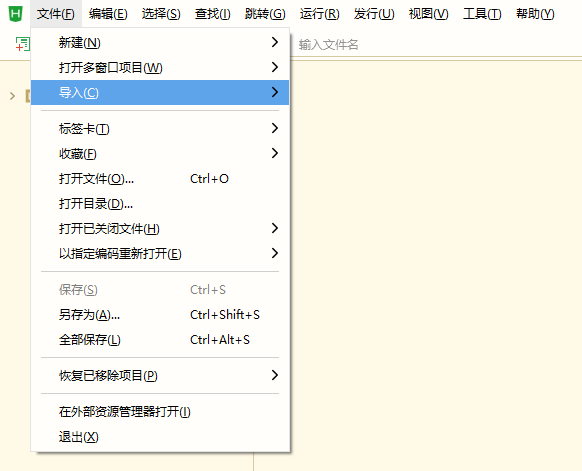 文件(F) 编辑(E) 选择(S) 查找(I) 跳转(G) 运行(R) 发行(U) 视图(V) 工具(T) 帮助(Y)
输入文件名
新建(N)
打开多窗口项目(W)
导入(C)
标签卡(T)
收藏(F)
打开文件(O)... Ctrl+O
打开目录(D)...
打开已关闭文件(H)
以指定编码重新打开(E)
保存(S) Ctrl+S
另存为(A)... Ctrl+Shift+S
全部保存(L) Ctrl+Alt+S
恢复已移除项目(P)
在外部资源管理器打开(I)
退出(X)